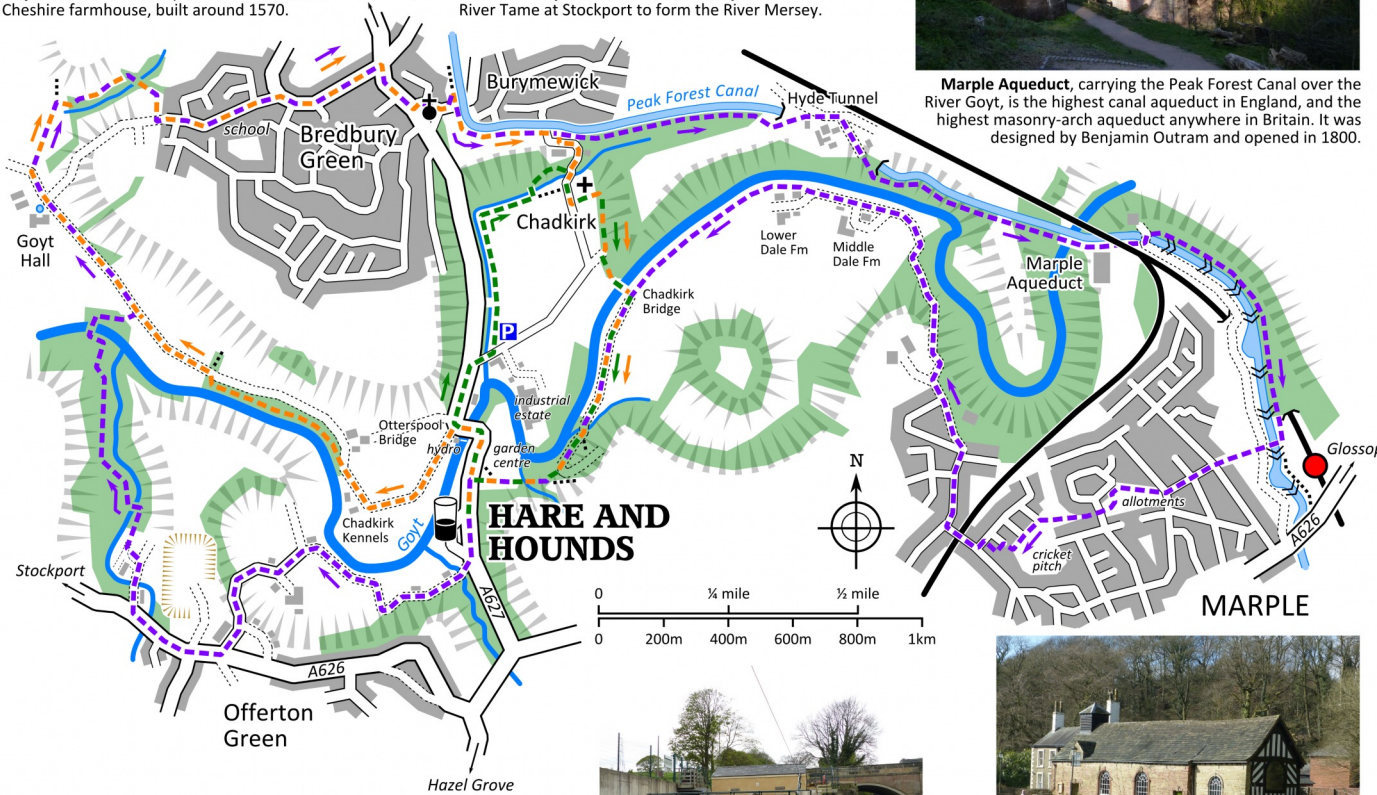 Cheshire farmhouse, built around 1570.
River Tame at Stockport to form the River Mersey.
Marple Aqueduct, carrying the Peak Forest Canal over the
River Goyt, is the highest canal aqueduct in England, and the
highest masonry-arch aqueduct anywhere in Britain. It was
designed by Benjamin Outram and opened in 1800.
Burymewick
Peak Forest Canal
Hyde Tunnel
school
Bredbury
Green
Chadkirk
Goyt
Hall
Lower
Dale Fm
Middle
Dale Fm
Marple
Aqueduct
Chadkirk
Bridge
P
industrial
estate
Otterspool
Bridge
hydro
garden
centre
Glossop
N
allotments
HARE AND
HOUNDS
Chadkirk
Kennels
Goyt
A626
cricket
pitch
Stockport
A627
MARPLE
0 ¼ mile ½ mile
0 200m 400m 600m 800m 1km
A626
Offerton
Green
Hazel Grove